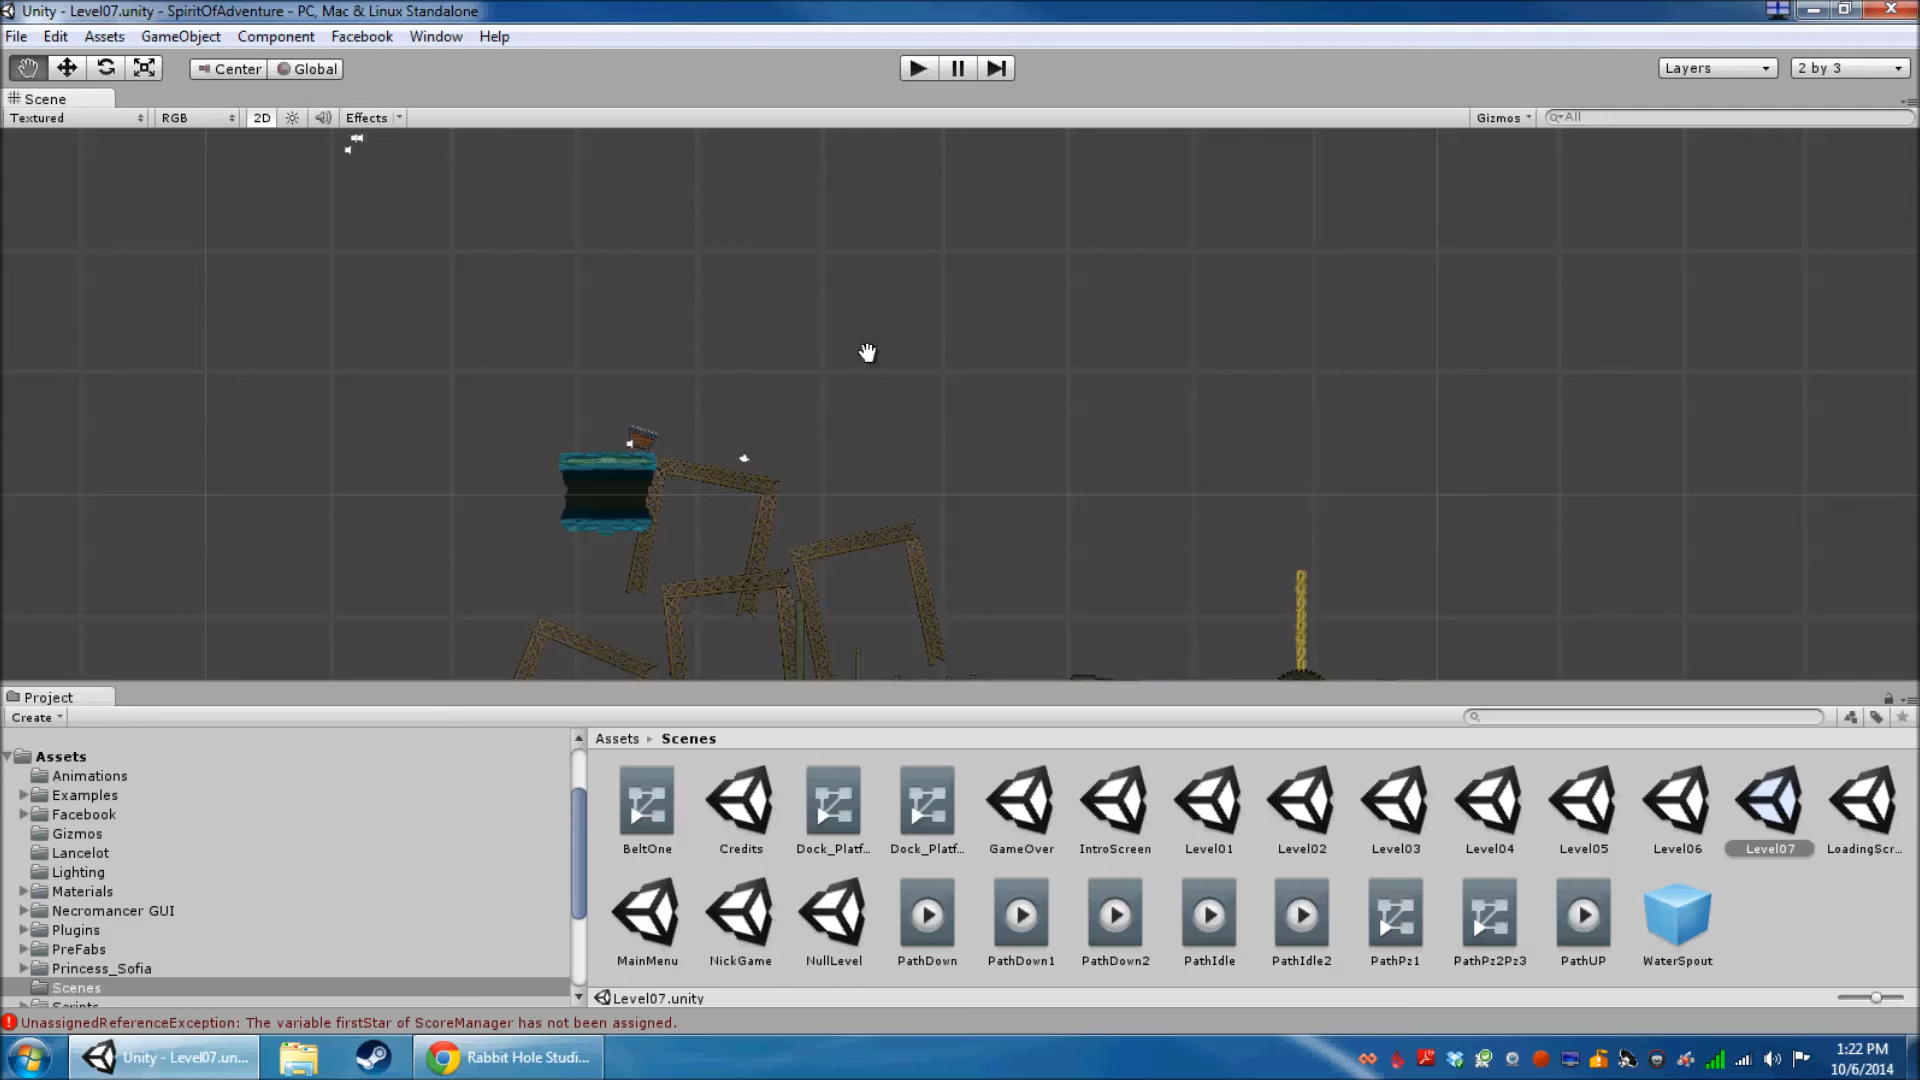 Unity - Level07.unity - SpiritOfAdventure - PC, Mac & Linux Standalone
File Edit Assets GameObject Component Facebook Window Help
Center Global Layers 2 by 3
Scene
Textured RGB 2D Effects Gizmos All
Project
Create
Assets
Animations
Examples
Facebook
Gizmos
Lancelot
Lighting
Materials
Necromancer GUI
Plugins
PreFabs
Princess_Sofia
Scenes
Scripts
Assets Scenes
BeltOne Credits Dock_Platf... Dock_Platf... GameOver IntroScreen Level01 Level02 Level03 Level04 Level05 Level06 Level07 LoadingScr...
MainMenu NickGame NullLevel PathDown PathDown1 PathDown2 PathIdle PathIdle2 PathPz1 PathPz2Pz3 PathUP WaterSpout
Level07.unity
UnassignedReferenceException: The variable firstStar of ScoreManager has not been assigned.
Unity - Level07.un... Rabbit Hole Studi...
1:22 PM
10/6/2014